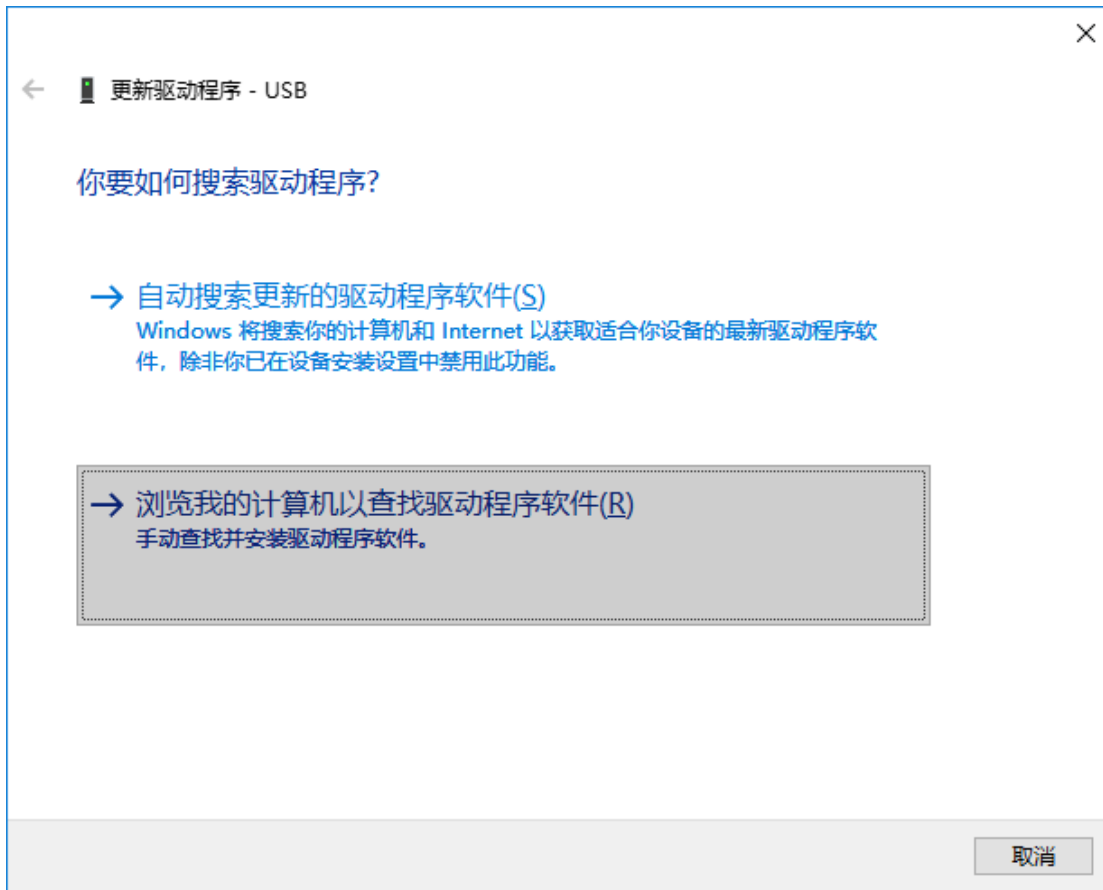 更新驱动程序 - USB
你要如何搜索驱动程序?
自动搜索更新的驱动程序软件(S)
Windows 将搜索你的计算机和 Internet 以获取适合你设备的最新驱动程序软
件，除非你已在设备安装设置中禁用此功能。
浏览我的计算机以查找驱动程序软件(R)
手动查找并安装驱动程序软件。
取消